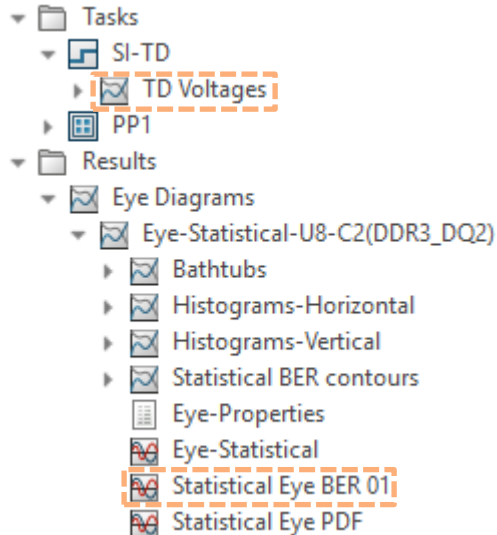 Tasks
SI-TD
TD Voltages
PP1
Results
Eye Diagrams
Eye-Statistical-U8-C2(DDR3_DQ2)
Bathtubs
Histograms-Horizontal
Histograms-Vertical
Statistical BER contours
Eye-Properties
Eye-Statistical
Statistical Eye BER 01
Statistical Eye PDF